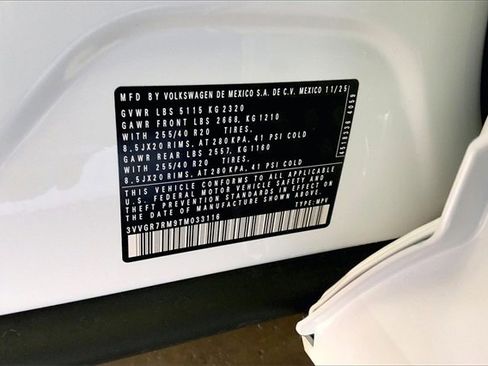 MFD BY VOLKSWAGEN DE MEXICO S.A. DE C.V. MEXICO 11/25
GVWR LBS 5115 KG 2320
GAWR FRONT LBS 2668, KG 1210
WITH 255/40 R20 TIRES,
8.5JX20 RIMS, AT 280 KPA, 41 PSI COLD
GAWR REAR LBS 2557, KG 1160
WITH 255/40 R20 TIRES,
8.5JX20 RIMS, AT 280 KPA, 41 PSI COLD
THIS VEHICLE CONFORMS TO ALL APPLICABLE
U.S. FEDERAL MOTOR VEHICLE SAFETY AND
THEFT PREVENTION STANDARDS IN EFFECT ON
THE DATE OF MANUFACTURE SHOWN ABOVE.
3VVGR7RM9TM033116 TYPE: MPV